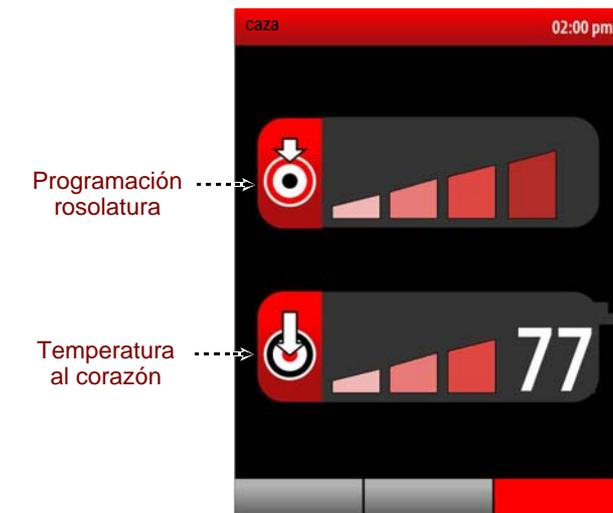 caza
02:00 pm
Programación
rosolatura
Temperatura
al corazón
77